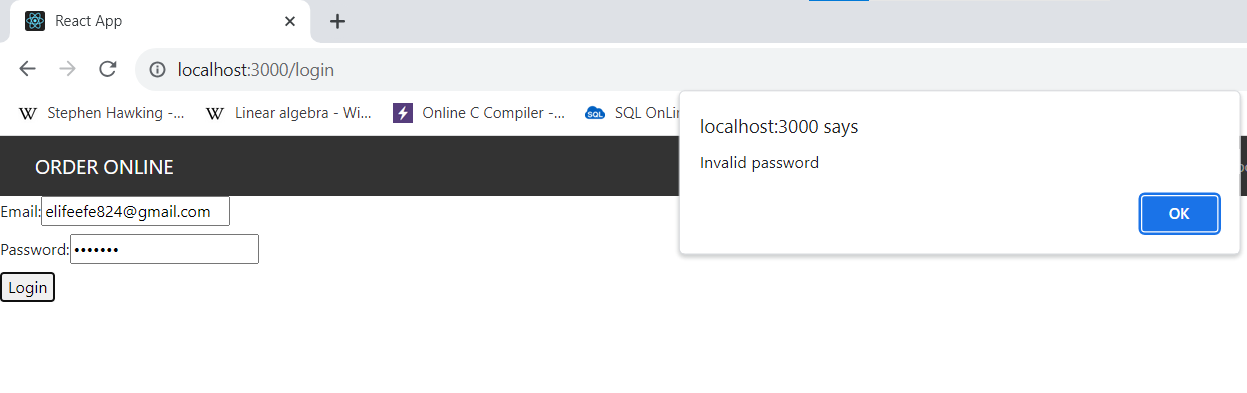 React App
localhost:3000/login
Stephen Hawking -... Linear algebra - Wi... Online C Compiler -... SQL OnLi
localhost:3000 says
Invalid password
OK
ORDER ONLINE
Email: elifeefe824@gmail.com
Password: •••••••
Login